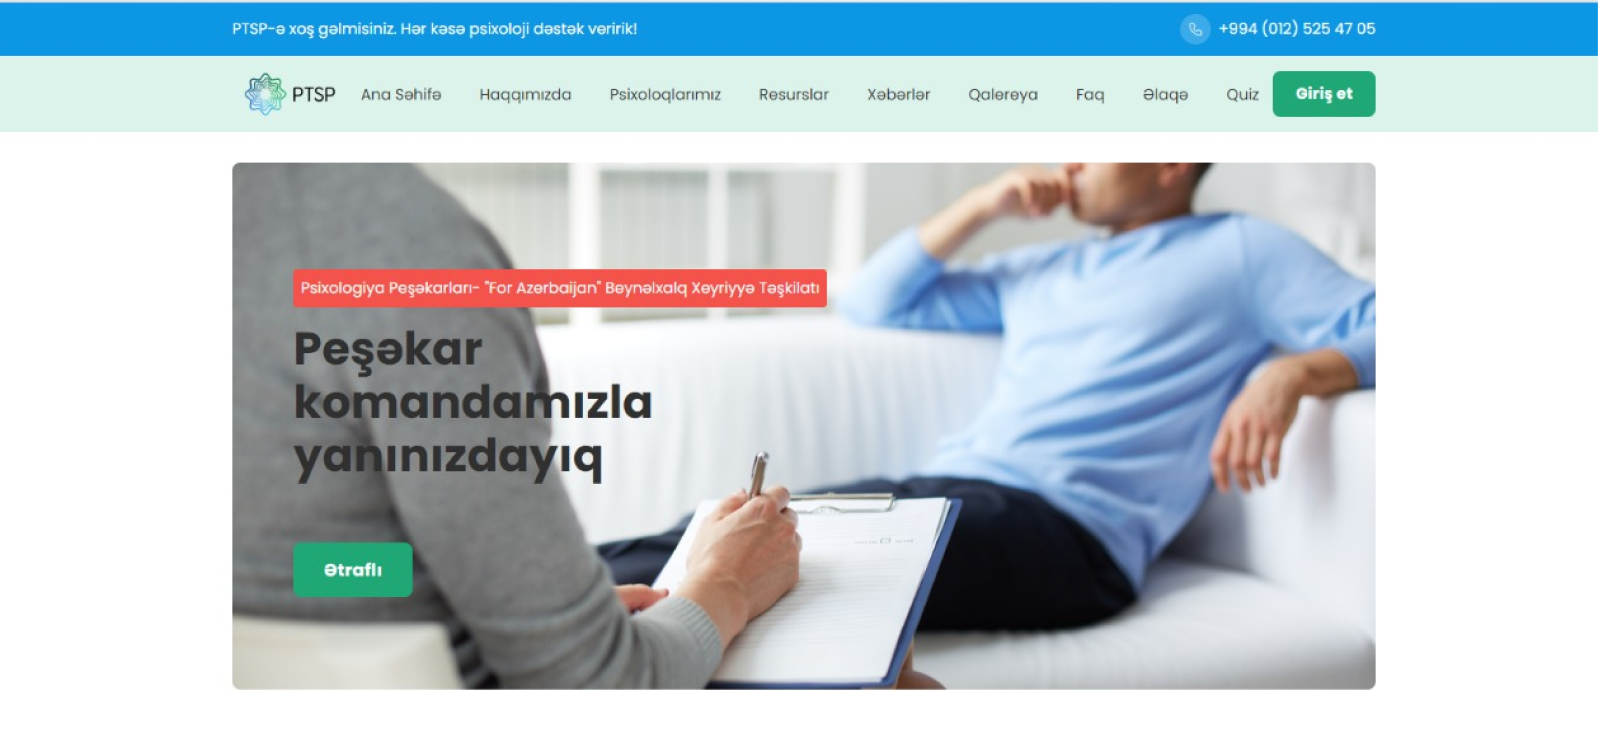 PTSP-ə xoş gəlmisiniz. Hər kəsə psixoloji dəstək veririk!
+994 (012) 525 47 05
PTSP
Ana Səhifə
Haqqımızda
Psixoloqlarımız
Resurslar
Xəbərlər
Qalereya
Faq
Əlaqə
Quiz
Giriş et
Psixologiya Peşəkarları- "For Azerbaijan" Beynəlxalq Xeyriyyə Təşkilatı
Peşəkar
komandamızla
yanınızdayıq
Ətraflı